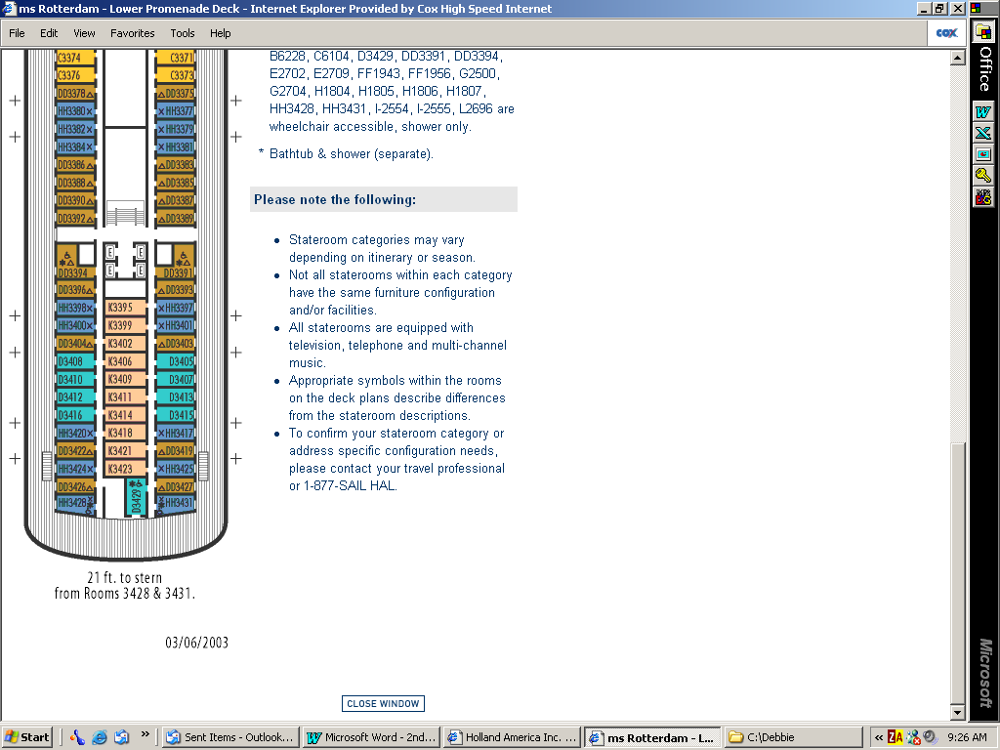 ms Rotterdam - Lower Promenade Deck - Internet Explorer Provided by Cox High Speed Internet
File Edit View Favorites Tools Help
COX
Office
C3374 C3371
C3376 C3373
DD3378 DD3375
HH3380 HH3377
HH3382 HH3379
HH3384 HH3381
DD3386 DD3383
DD3388 DD3385
DD3390 DD3387
DD3392 DD3389
E E
E E
DD3394 DD3391
DD3396 DD3393
HH3398 K3395 HH3397
HH3400 K3399 HH3401
DD3404 K3402 DD3403
D3408 K3406 D3405
D3410 K3409 D3407
D3412 K3411 D3413
D3416 K3414 D3415
HH3420 K3418 HH3417
DD3422 K3421 DD3419
HH3424 K3423 HH3425
DD3426 D3429 DD3427
HH3428 HH3431
21 ft. to stern
from Rooms 3428 & 3431.
03/06/2003
B6228, C6104, D3429, DD3391, DD3394,
E2702, E2709, FF1943, FF1956, G2500,
G2704, H1804, H1805, H1806, H1807,
HH3428, HH3431, I-2554, I-2555, L2696 are
wheelchair accessible, shower only.
* Bathtub & shower (separate).
Please note the following:
• Stateroom categories may vary
depending on itinerary or season.
• Not all staterooms within each category
have the same furniture configuration
and/or facilities.
• All staterooms are equipped with
television, telephone and multi-channel
music.
• Appropriate symbols within the rooms
on the deck plans describe differences
from the stateroom descriptions.
• To confirm your stateroom category or
address specific configuration needs,
please contact your travel professional
or 1-877-SAIL HAL.
CLOSE WINDOW
Microsoft
Start » Sent Items - Outlook... Microsoft Word - 2nd... Holland America Inc. ... ms Rotterdam - L... C:\Debbie « ZA 9:26 AM